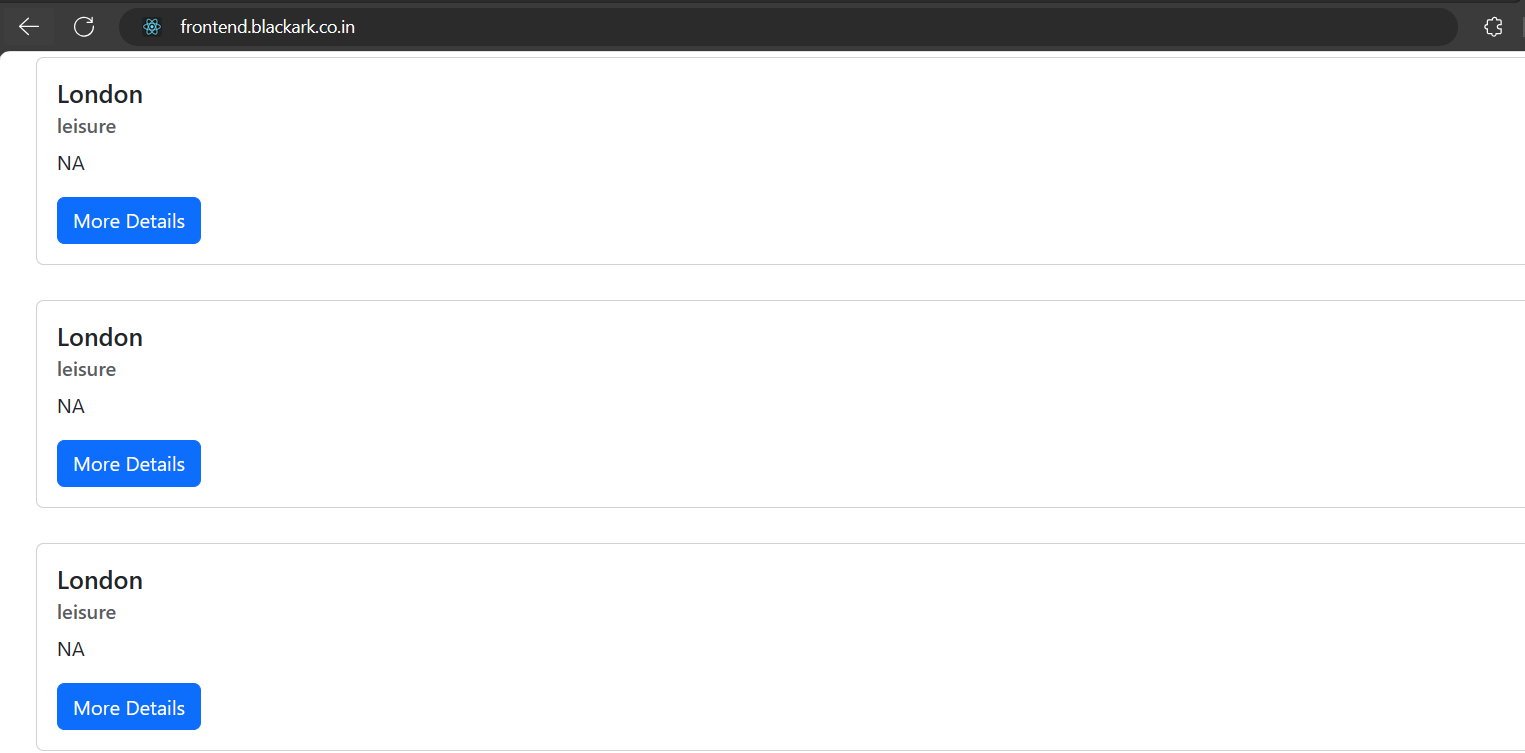 frontend.blackark.co.in
London
leisure
NA
More Details
London
leisure
NA
More Details
London
leisure
NA
More Details